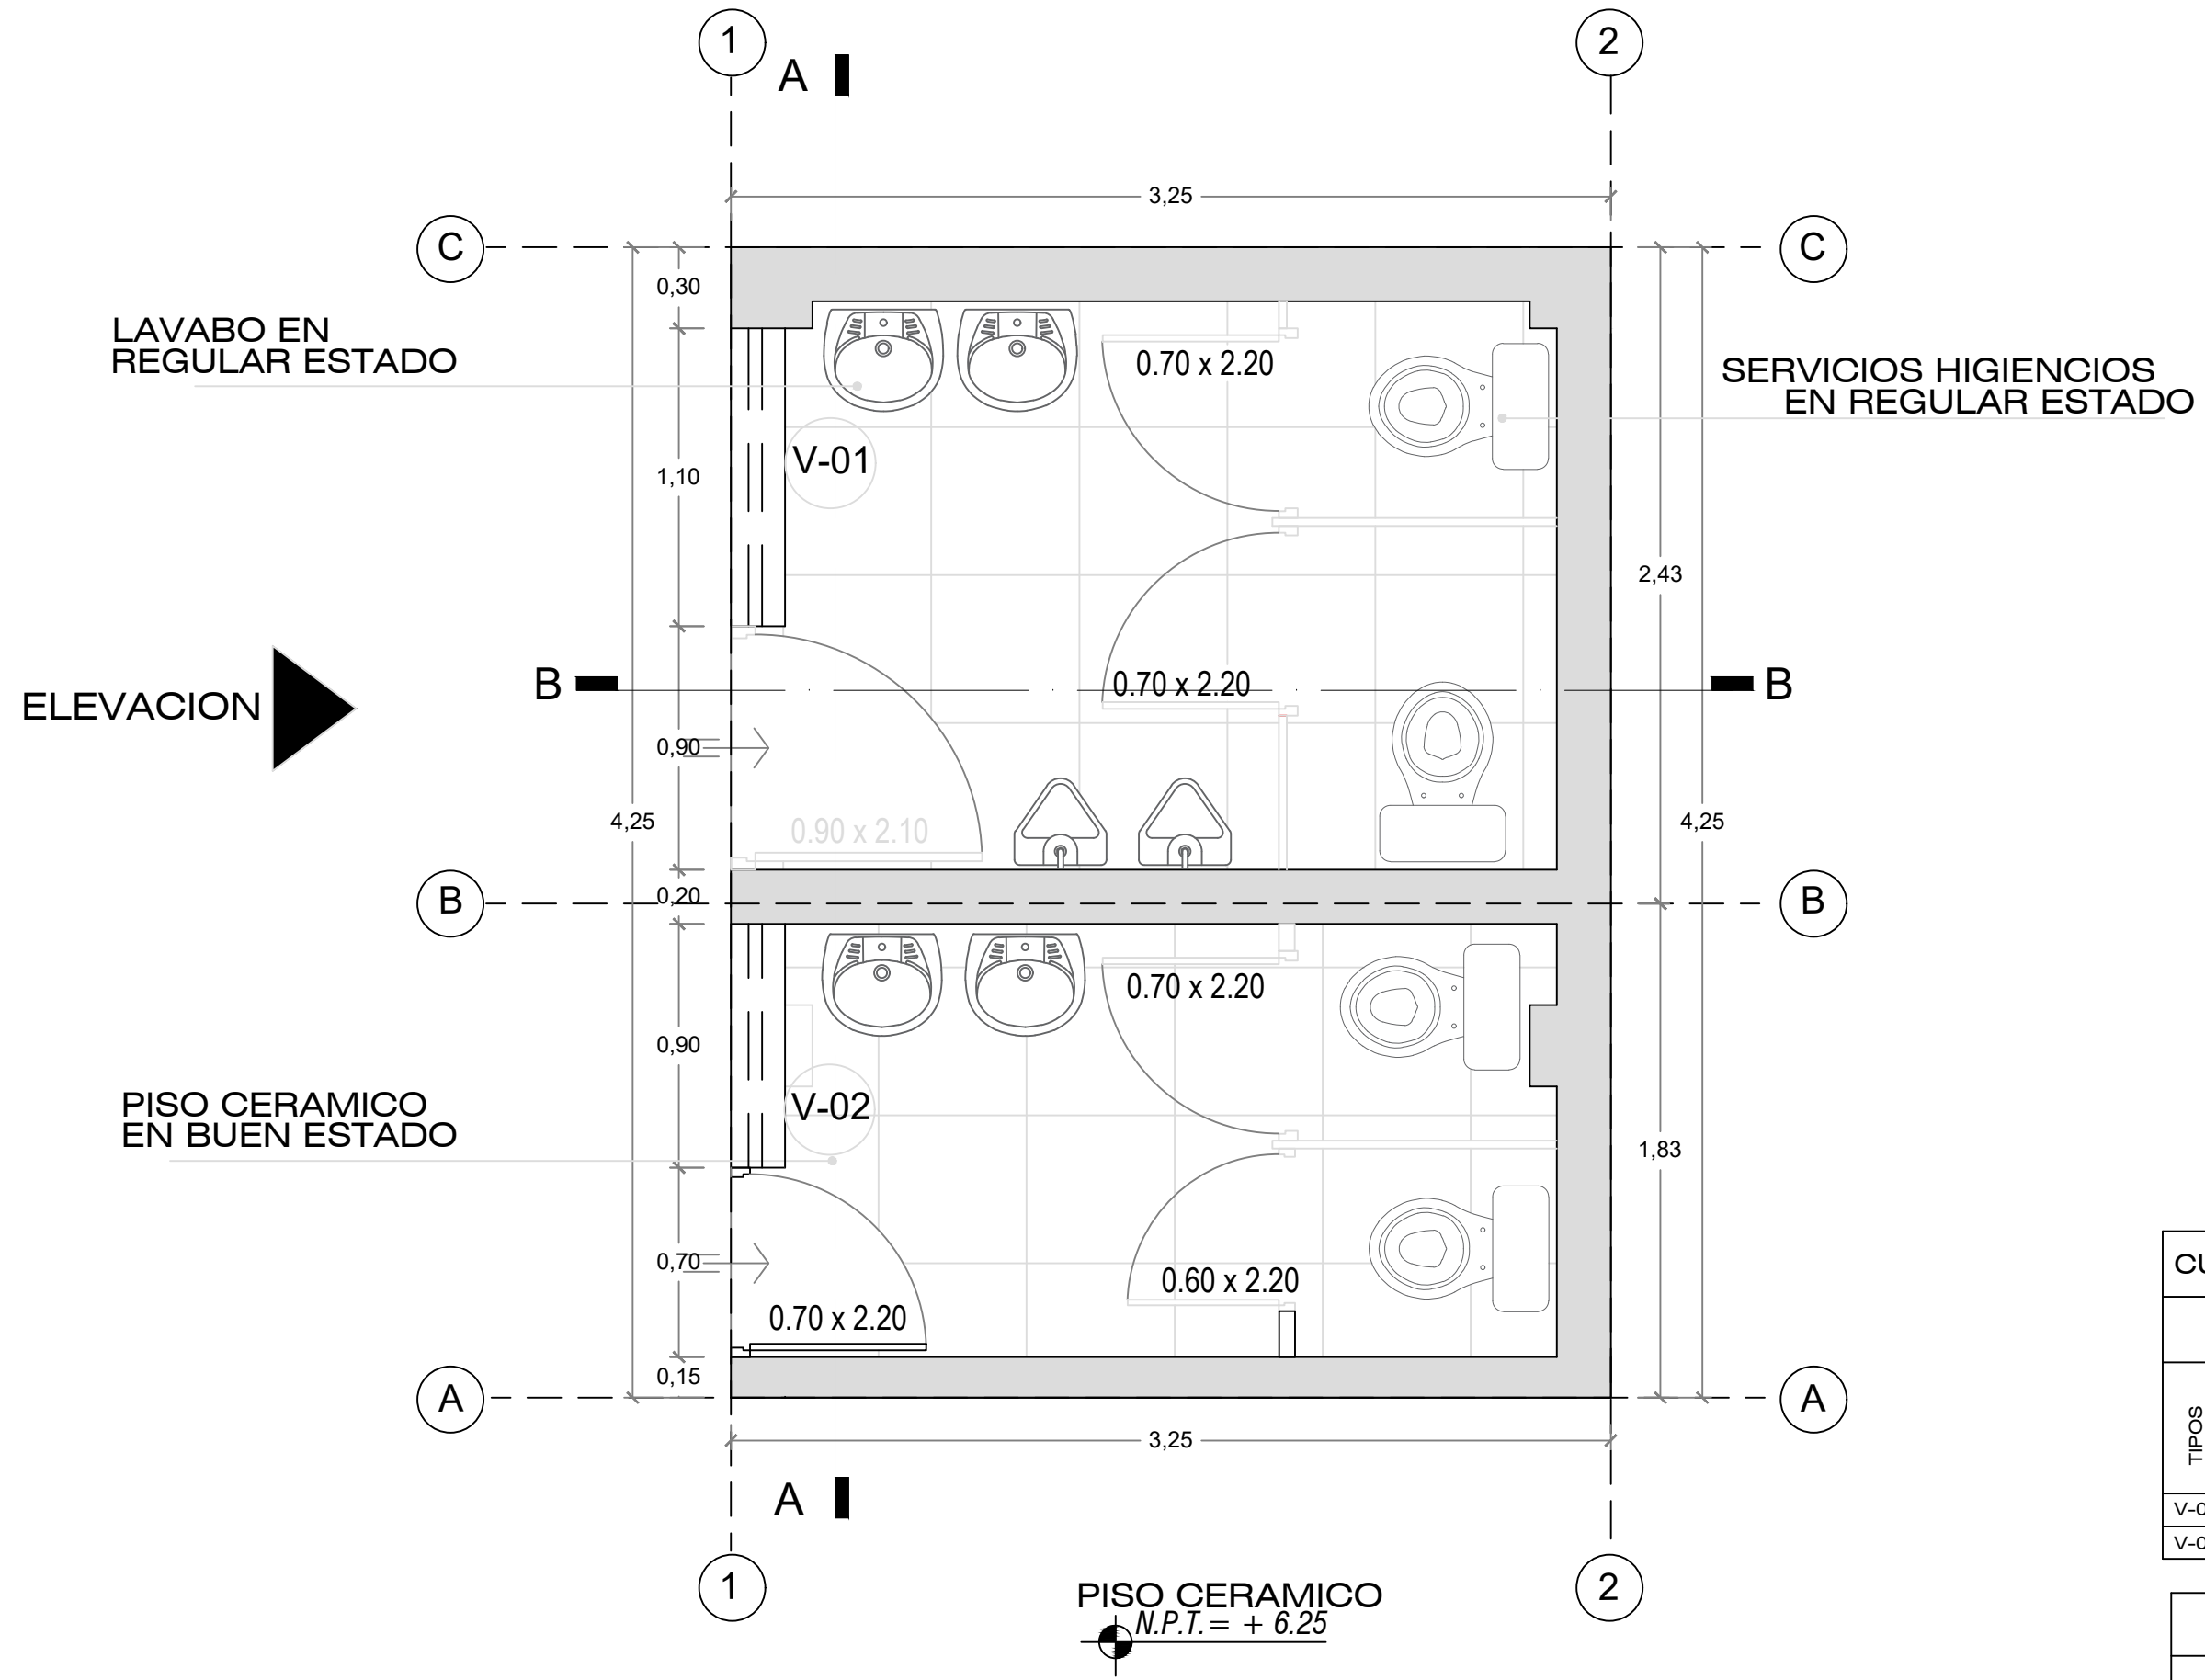 1
2
A
3,25
C
C
0,30
LAVABO EN
REGULAR ESTADO
0.70 x 2.20
SERVICIOS HIGIENCIOS
EN REGULAR ESTADO
V-01
1,10
2,43
B
0.70 x 2.20
B
ELEVACION
0,90
4,25
0.90 x 2.10
4,25
0,20
B
B
0.70 x 2.20
0,90
V-02
PISO CERAMICO
EN BUEN ESTADO
1,83
0,70
0.60 x 2.20
0.70 x 2.20
0,15
A
A
3,25
TIPOS
A
1
2
PISO CERAMICO
N.P.T. = + 6.25